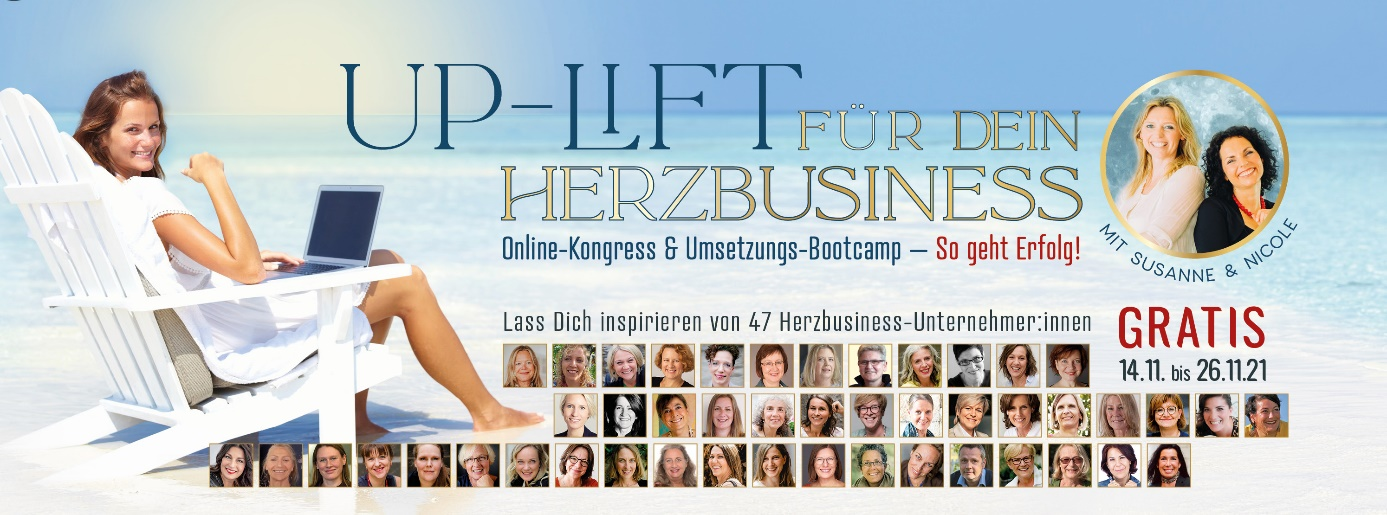 UP-LIFT FÜR DEIN
HERZBUSINESS
Online-Kongress & Umsetzungs-Bootcamp – So geht Erfolg!
MIT SUSANNE & NICOLE
Lass Dich inspirieren von 47 Herzbusiness-Unternehmer:innen
GRATIS
14.11. bis 26.11.21